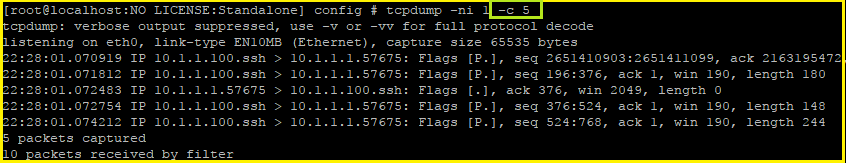 [root@localhost:NO LICENSE:Standalone] config # tcpdump -ni 1 -c 5
tcpdump: verbose output suppressed, use -v or -vv for full protocol decode
listening on eth0, link-type EN10MB (Ethernet), capture size 65535 bytes
22:28:01.070919 IP 10.1.1.100.ssh > 10.1.1.1.57675: Flags [P.], seq 2651410903:2651411099, ack 2163195472,
22:28:01.071812 IP 10.1.1.100.ssh > 10.1.1.1.57675: Flags [P.], seq 196:376, ack 1, win 190, length 180
22:28:01.072483 IP 10.1.1.1.57675 > 10.1.1.100.ssh: Flags [.], ack 376, win 2049, length 0
22:28:01.072754 IP 10.1.1.100.ssh > 10.1.1.1.57675: Flags [P.], seq 376:524, ack 1, win 190, length 148
22:28:01.074212 IP 10.1.1.100.ssh > 10.1.1.1.57675: Flags [P.], seq 524:768, ack 1, win 190, length 244
5 packets captured
10 packets received by filter